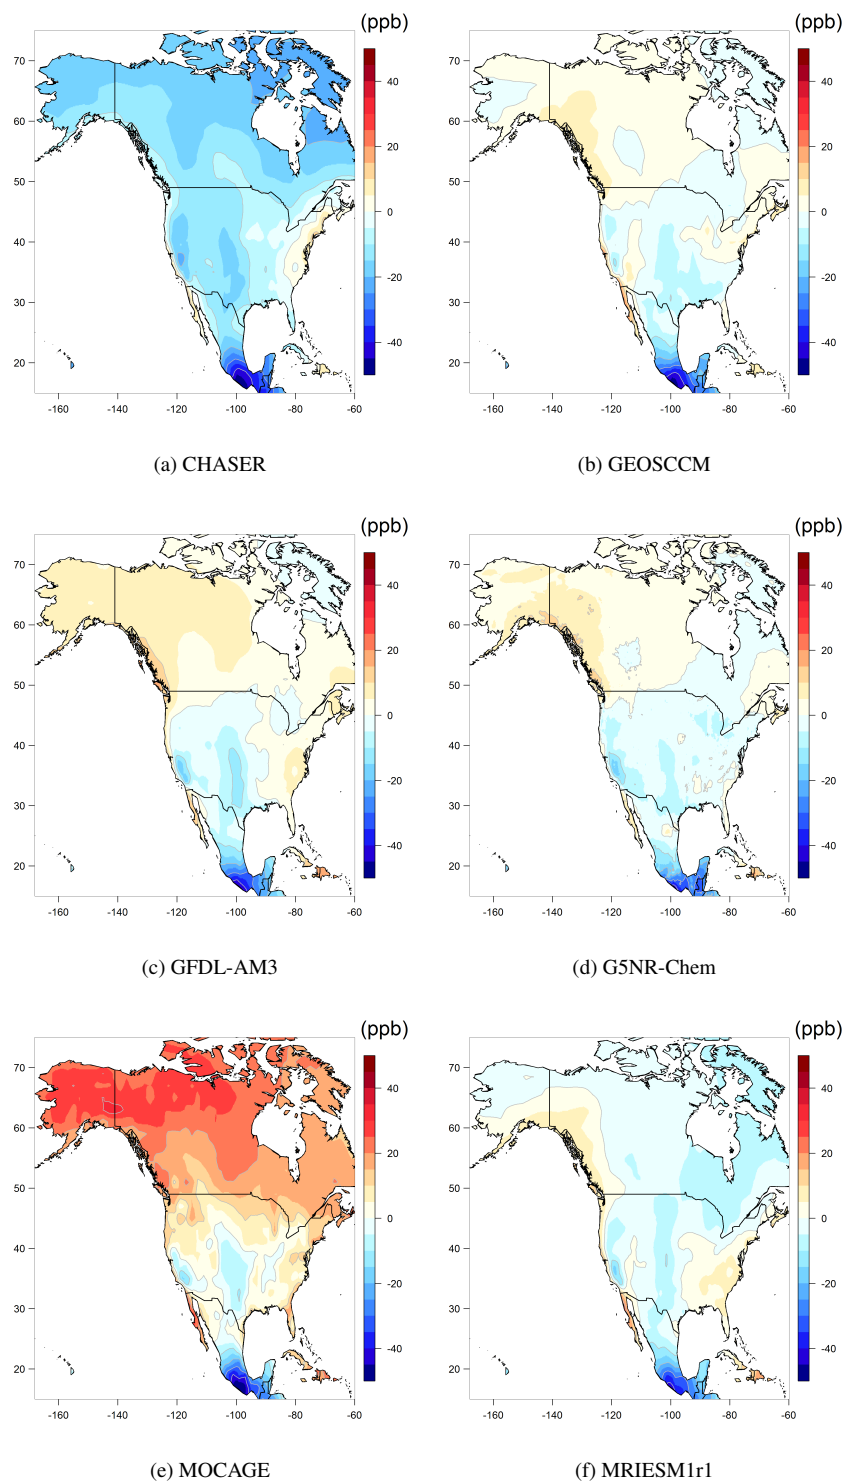 (ppb) (ppb)
70 40 70 40
60 20 60 20
50 50
40 0 40 0
30 -20 30 -20
20 -40 20 -40
-160 -140 -120 -100 -80 -60 -160 -140 -120 -100 -80 -60
(a) CHASER (b) GEOSCCM
(ppb) (ppb)
70 40 70 40
60 20 60 20
50 50
40 0 40 0
30 -20 30 -20
20 -40 20 -40
-160 -140 -120 -100 -80 -60 -160 -140 -120 -100 -80 -60
(c) GFDL-AM3 (d) G5NR-Chem
(ppb) (ppb)
70 40 70 40
60 20 60 20
50 50
40 0 40 0
30 -20 30 -20
20 -40 20 -40
-160 -140 -120 -100 -80 -60 -160 -140 -120 -100 -80 -60
(e) MOCAGE (f) MRIESM1r1